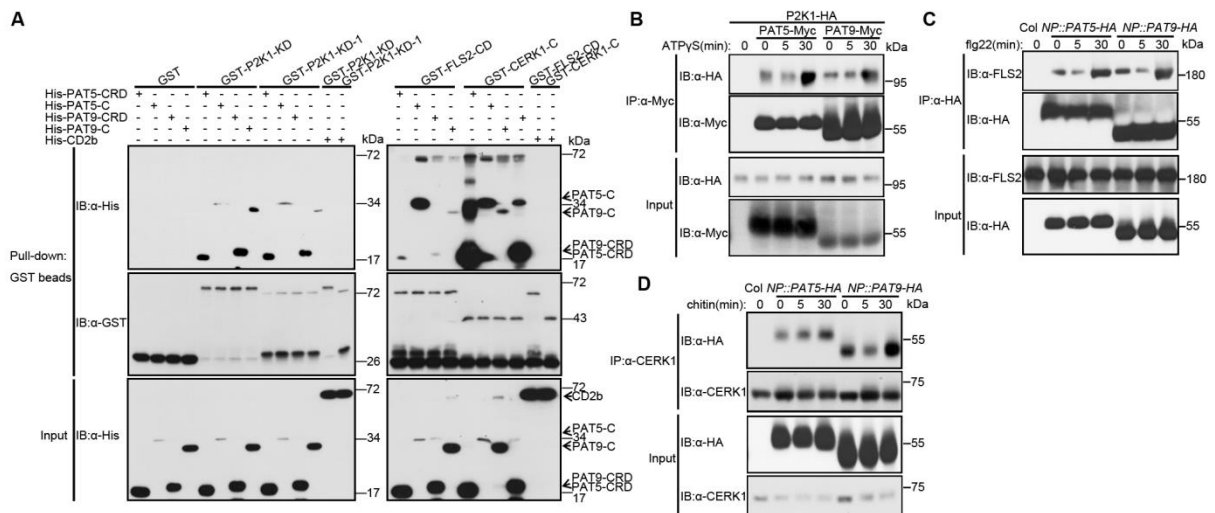 A
GST
GST-P2K1-KD
GST-P2K1-KD-1
GST-P2K1-KD
GST-P2K1-KD-1
GST-FLS2-CD
GST-CERK1-C
GST-FLS2-CD
GST-CERK1-C
His-PAT5-CRD + - - - + - - - + - - - - - + - - - + - - - - -
His-PAT5-C - + - - - + - - - + - - - - - + - - - + - - - -
His-PAT9-CRD - - + - - - + - - - + - - - - - + - - - + - - -
His-PAT9-C - - - + - - - + - - - + - - - - - + - - - + - -
His-CD2b - - - - - - - - - - - - + + - - - - - - - - + +
kDa
kDa
Pull-down:
GST beads
IB:α-His
72
34
17
72
PAT5-C
34
PAT9-C
PAT9-CRD
PAT5-CRD
17
IB:α-GST
72
26
72
43
26
Input
IB:α-His
72
34
17
72
CD2b
PAT5-C
34
PAT9-C
PAT9-CRD
PAT5-CRD
17
B
P2K1-HA
PAT5-Myc PAT9-Myc
ATPγS(min): 0 5 30 0 5 30 kDa
IP:α-Myc
IB:α-HA
95
IB:α-Myc
55
Input
IB:α-HA
95
IB:α-Myc
55
C
Col NP::PAT5-HA NP::PAT9-HA
flg22(min): 0 0 5 30 0 5 30 kDa
IP:α-HA
IB:α-FLS2
180
IB:α-HA
55
Input
IB:α-FLS2
180
IB:α-HA
55
D
Col NP::PAT5-HA NP::PAT9-HA
chitin(min): 0 0 5 30 0 5 30 kDa
IP:α-CERK1
IB:α-HA
55
IB:α-CERK1
75
Input
IB:α-HA
55
IB:α-CERK1
75